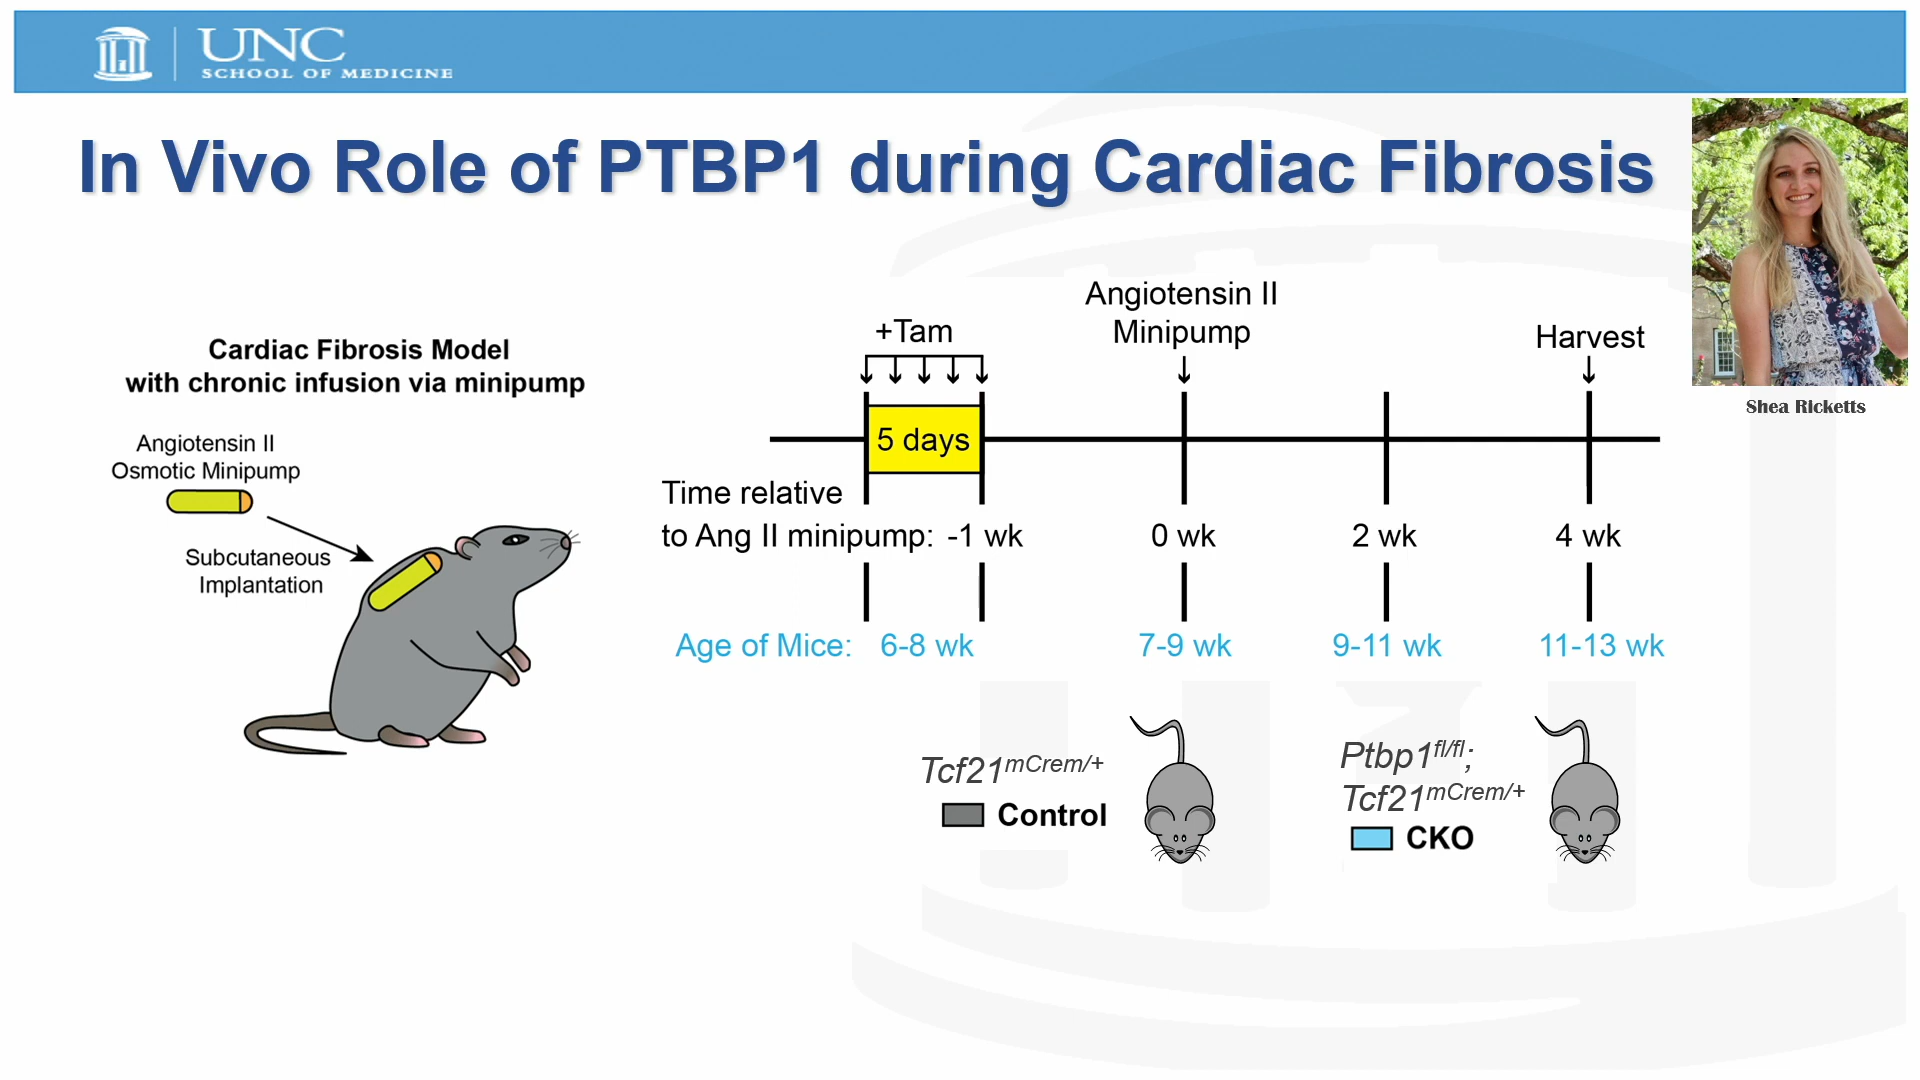 UNC
SCHOOL OF MEDICINE
In Vivo Role of PTBP1 during Cardiac Fibrosis
Shea Ricketts
Cardiac Fibrosis Model
with chronic infusion via minipump
Angiotensin II
Osmotic Minipump
Subcutaneous
Implantation
+Tam
Angiotensin II
Minipump
Harvest
5 days
Time relative
to Ang II minipump: -1 wk 0 wk 2 wk 4 wk
Age of Mice: 6-8 wk 7-9 wk 9-11 wk 11-13 wk
Tcf21mCrem/+
Control
Ptbp1fl/fl;
Tcf21mCrem/+
CKO